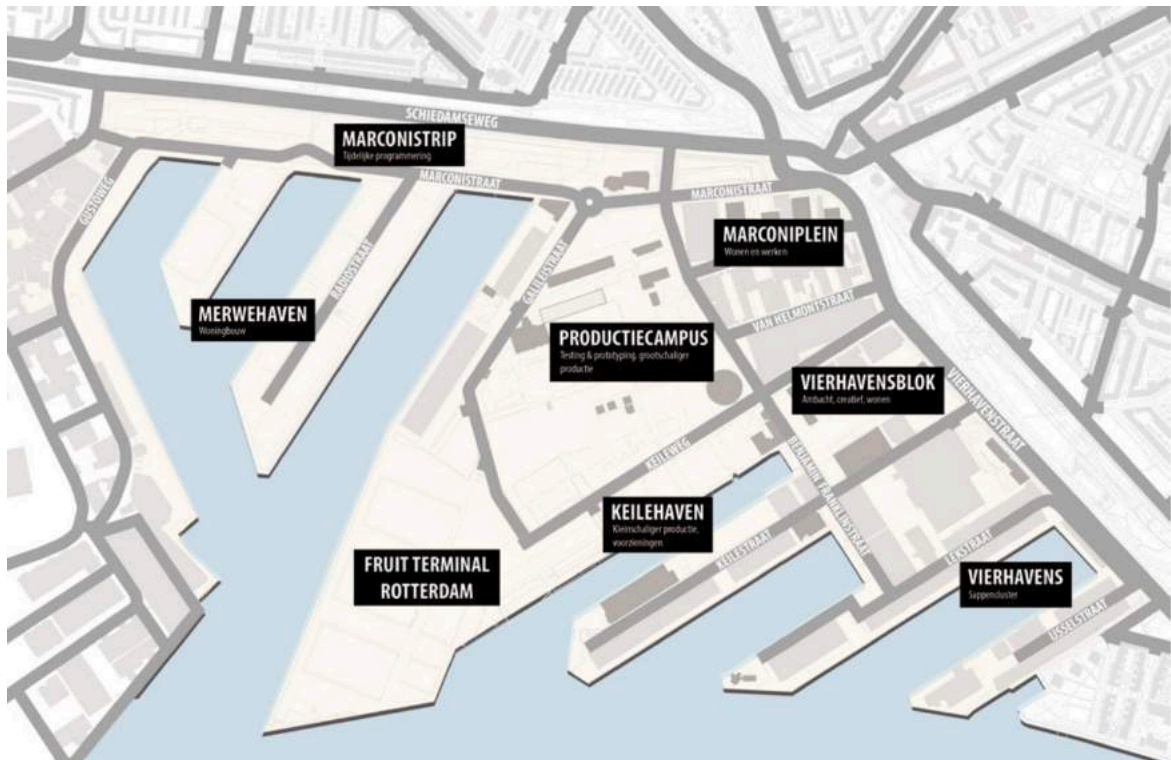 SCHIEDAMSEWEG
MARCONISTRIP
Tijdelijke programmering
MARCONISTRAAT
MARCONISTRAAT
GUSTOWEG
RADIOSTRAAT
GALILEISTRAAT
MARCONIPLEIN
Wonen en werken
MERWEHAVEN
Woningbouw
VAN HELMONTSTRAAT
PRODUCTIECAMPUS
Testing & prototyping, grootschaliger
productie
VIERHAVENSBLOK
Ambacht, creatief, wonen
VIERHAVENSTRAAT
KEILEWEG
BENJAMIN FRANKLINSTRAAT
KEILEHAVEN
Kleinschaliger productie,
voorzieningen
KEILESTRAAT
LEKSTRAAT
FRUIT TERMINAL
ROTTERDAM
VIERHAVENS
Sappencluster
IJSSELSTRAAT